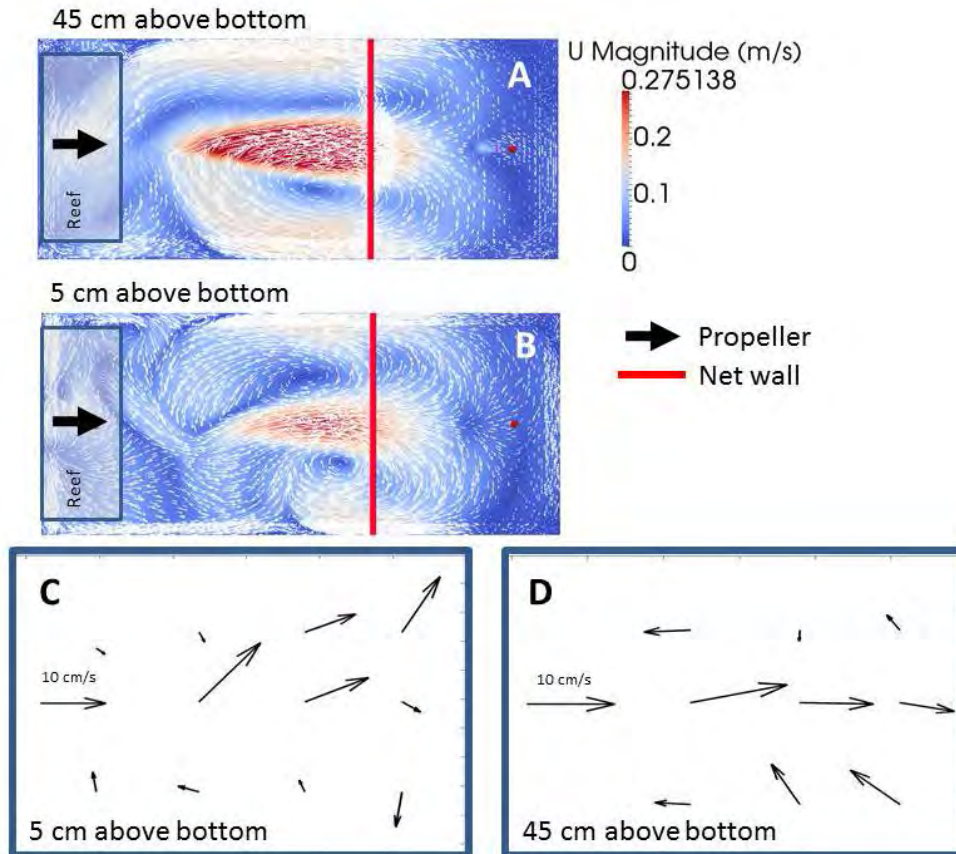 45 cm above bottom
A
Reef
U Magnitude (m/s)
0.275138
0.2
0.1
0
5 cm above bottom
B
Reef
Propeller
Net wall
C
10 cm/s
5 cm above bottom
D
10 cm/s
45 cm above bottom